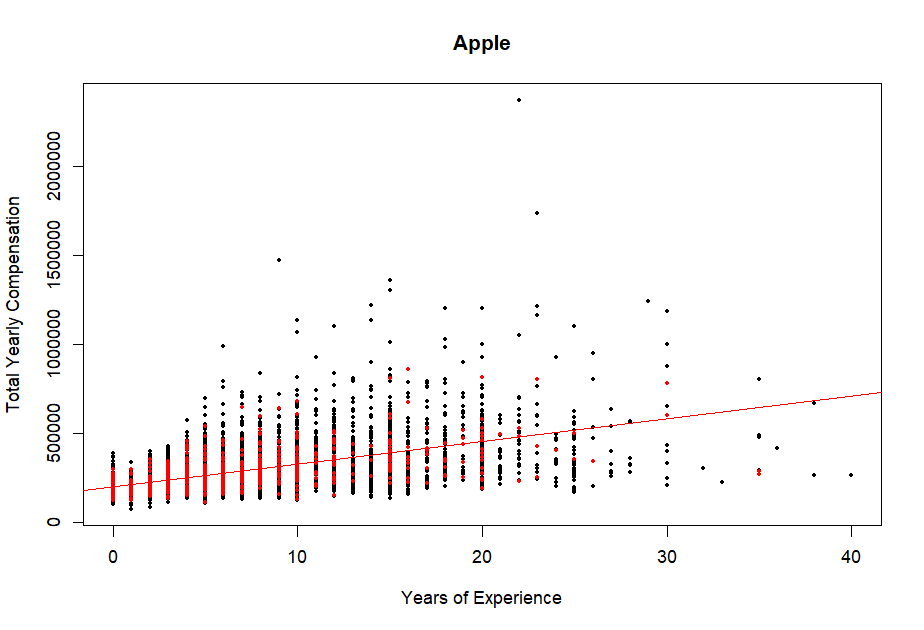 Apple
Total Yearly Compensation
2000000
1500000
1000000
500000
0
0 10 20 30 40
Years of Experience